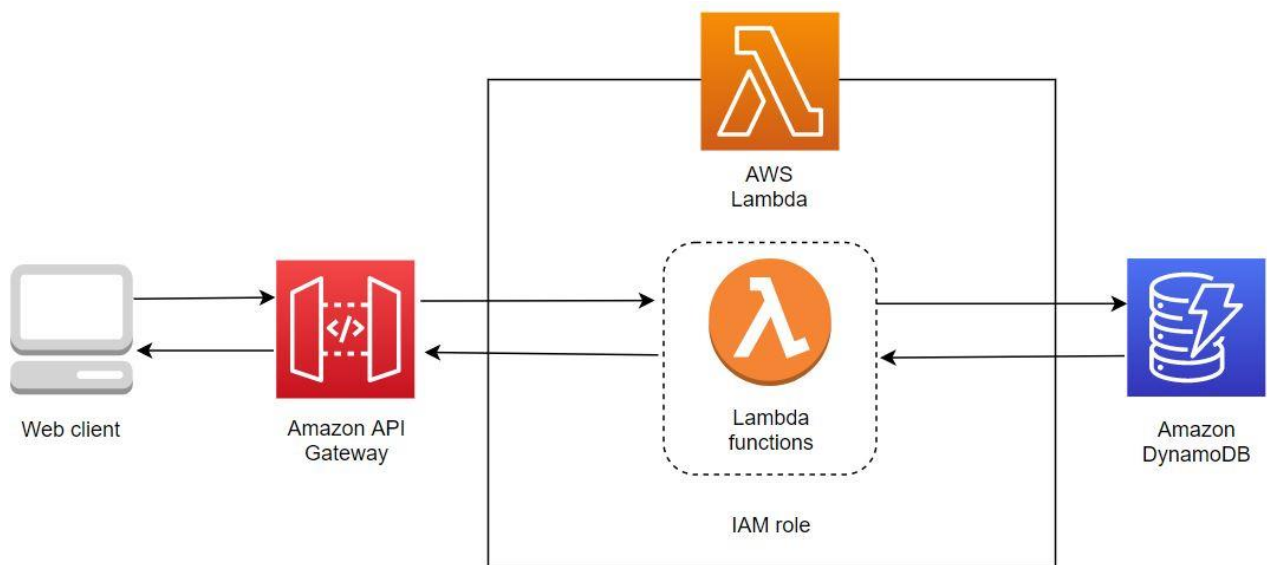 AWS
Lambda
</>
Web client
Amazon API
Gateway
Lambda
functions
Amazon
DynamoDB
IAM role